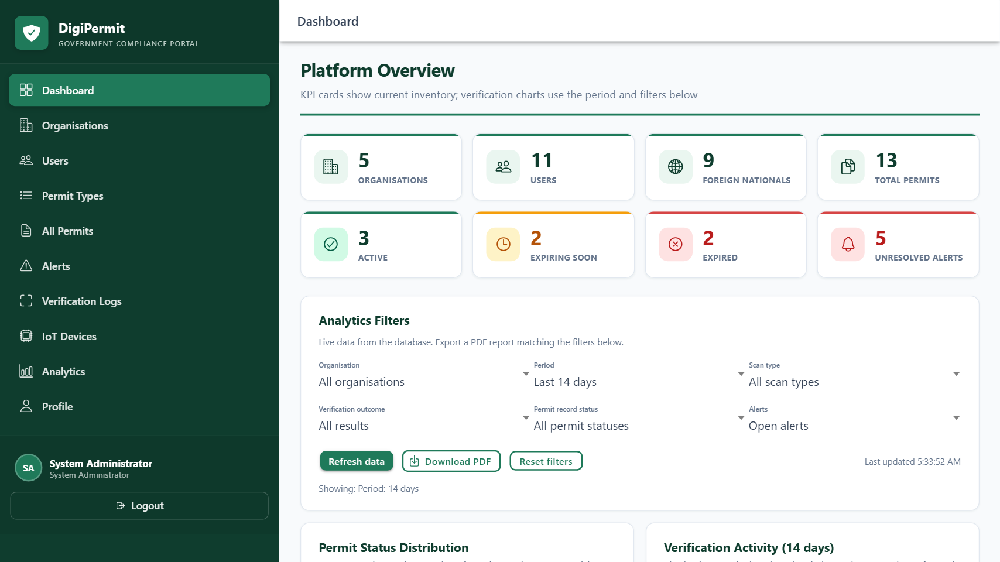 DigiPermit
GOVERNMENT COMPLIANCE PORTAL
Dashboard
Organisations
Users
Permit Types
All Permits
Alerts
Verification Logs
IoT Devices
Analytics
Profile
SA
System Administrator
System Administrator
Logout
Dashboard
Platform Overview
KPI cards show current inventory; verification charts use the period and filters below
5
ORGANISATIONS
11
USERS
9
FOREIGN NATIONALS
13
TOTAL PERMITS
3
ACTIVE
2
EXPIRING SOON
2
EXPIRED
5
UNRESOLVED ALERTS
Analytics Filters
Live data from the database. Export a PDF report matching the filters below.
Organisation
All organisations
Period
Last 14 days
Scan type
All scan types
Verification outcome
All results
Permit record status
All permit statuses
Alerts
Open alerts
Refresh data
Download PDF
Reset filters
Last updated 5:33:52 AM
Showing: Period: 14 days
Permit Status Distribution
Verification Activity (14 days)